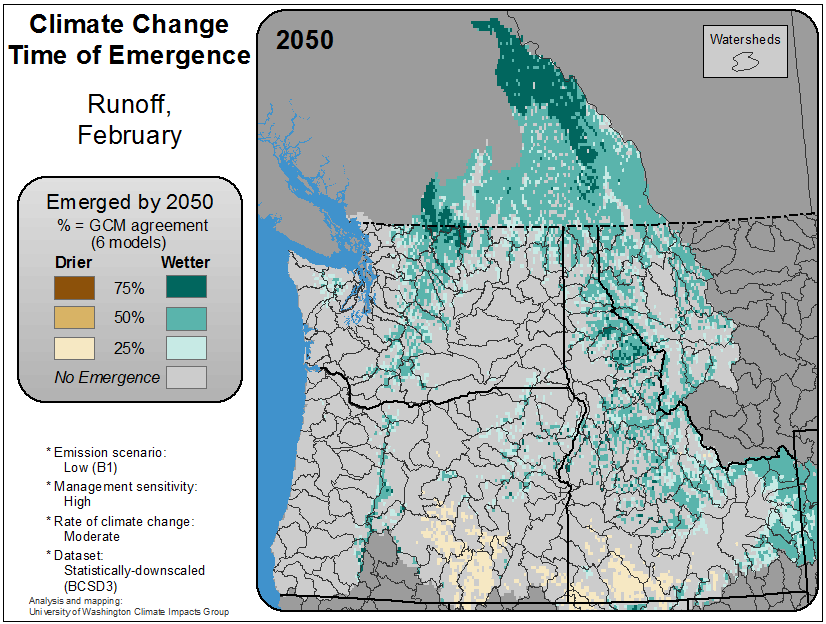 Climate Change
Time of Emergence
Runoff,
February
Emerged by 2050
% = GCM agreement
(6 models)
Drier Wetter
75%
50%
25%
No Emergence
* Emission scenario:
Low (B1)
* Management sensitivity:
High
* Rate of climate change:
Moderate
* Dataset:
Statistically-downscaled
(BCSD3)
Analysis and mapping:
University of Washington Climate Impacts Group
2050
Watersheds